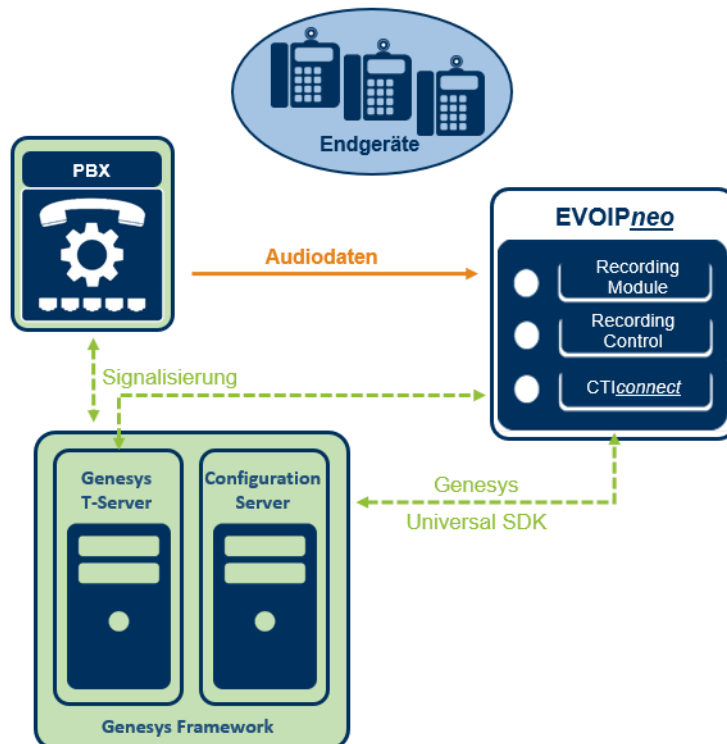 Endgeräte
PBX
EVOIPneo
Audiodaten
Recording
Module
Recording
Control
CTIconnect
Signalisierung
Genesys
T-Server
Configuration
Server
Genesys
Universal SDK
Genesys Framework